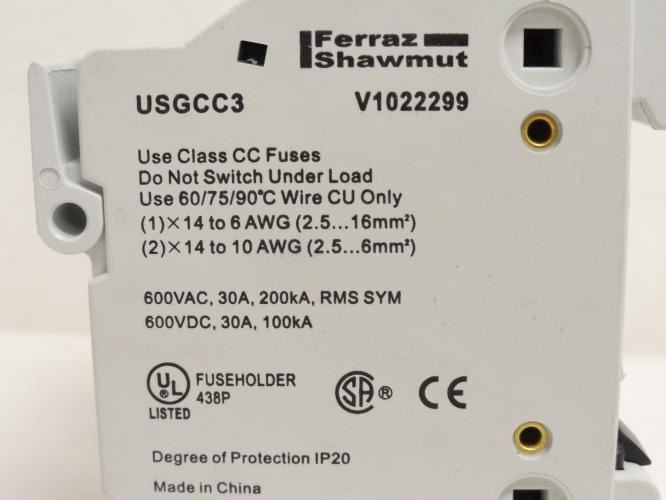 Ferraz
Shawmut
USGCC3 V1022299
Use Class CC Fuses
Do Not Switch Under Load
Use 60/75/90°C Wire CU Only
(1)×14 to 6 AWG (2.5...16mm²)
(2)×14 to 10 AWG (2.5...6mm²)
600VAC, 30A, 200kA, RMS SYM
600VDC, 30A, 100kA
UL ® FUSEHOLDER
LISTED 438P
SA ® CE
Degree of Protection IP20
Made in China